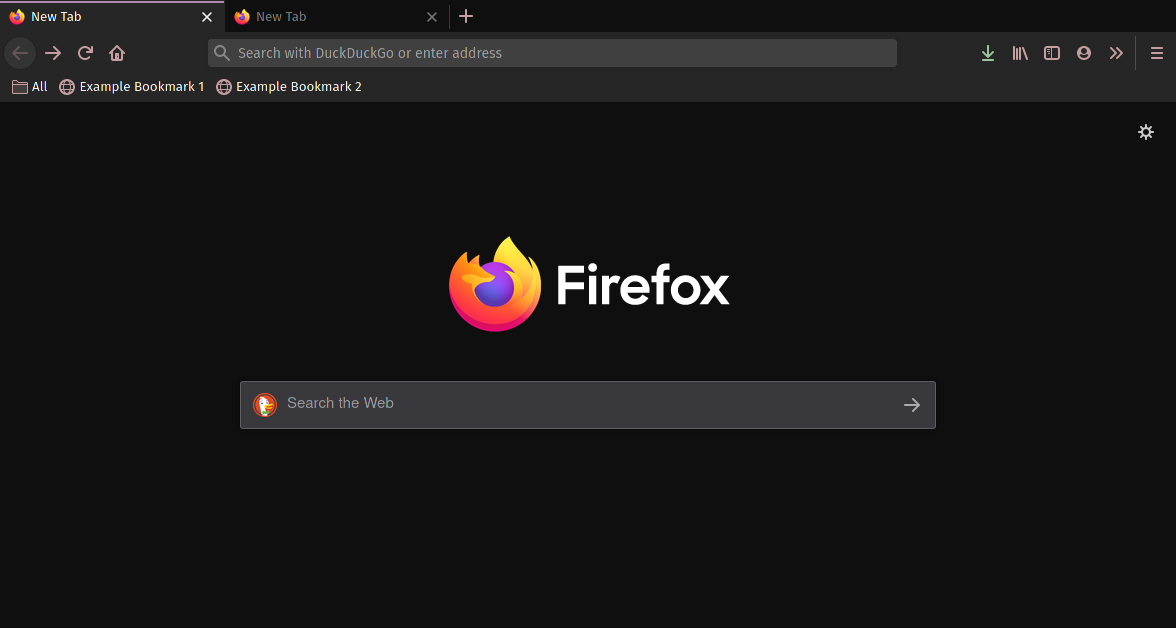 New Tab
New Tab
Search with DuckDuckGo or enter address
All Example Bookmark 1 Example Bookmark 2
Firefox
Search the Web